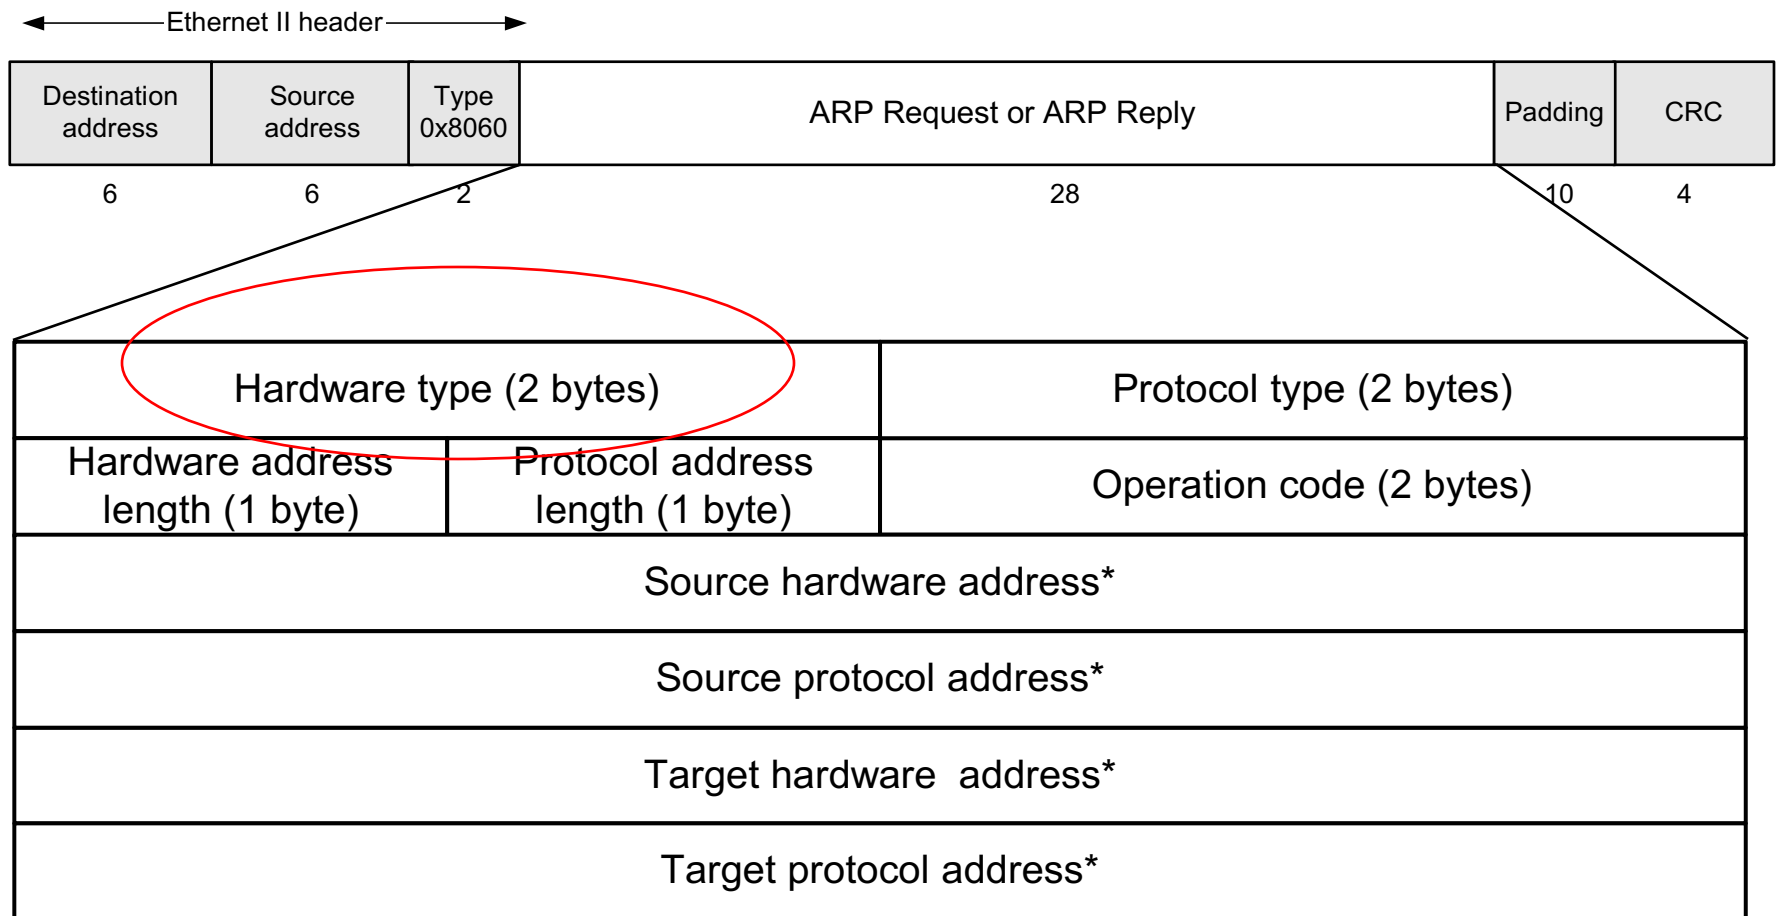 Ethernet II header
Destination
address
Source
address
Type
0x8060
ARP Request or ARP Reply
Padding
CRC
6
6
2
28
10
4
Hardware type (2 bytes)
Protocol type (2 bytes)
Hardware address
length (1 byte)
Protocol address
length (1 byte)
Operation code (2 bytes)
Source hardware address*
Source protocol address*
Target hardware address*
Target protocol address*